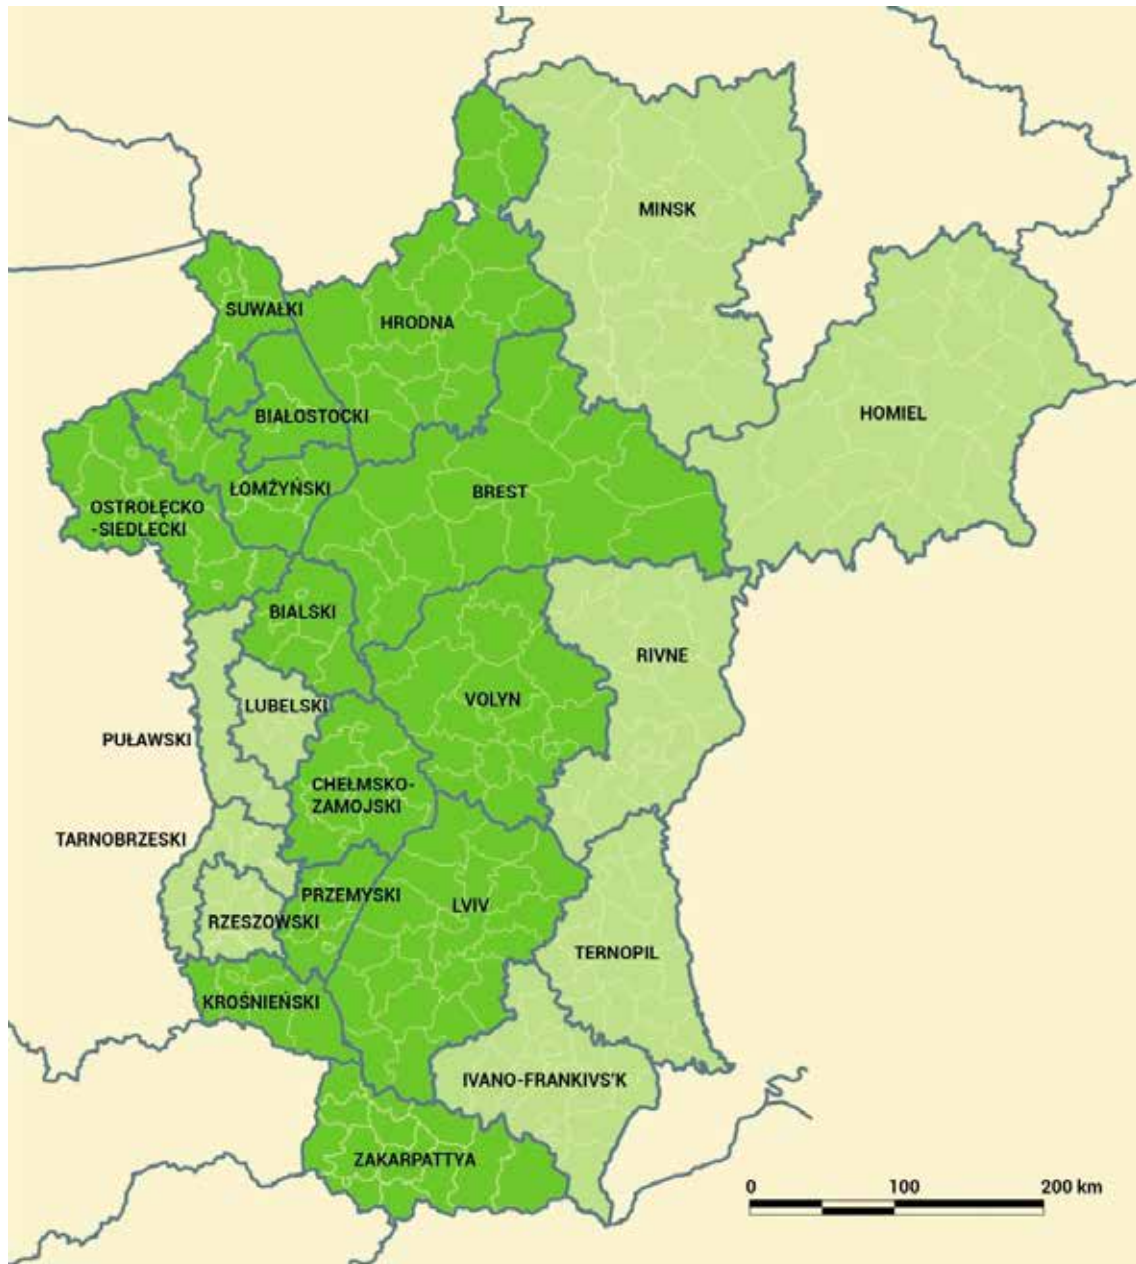 MINSK
SUWAŁKI
HRODNA
BIAŁOSTOCKI
HOMIEL
ŁOMŻYŃSKI
BREST
OSTROŁĘCKO
-SIEDLECKI
BIALSKI
RIVNE
LUBELSKI
VOLYN
PUŁAWSKI
CHEŁMSKO-
ZAMOJSKI
TARNOBRZESKI
PRZEMYSKI
LVIV
RZESZOWSKI
TERNOPIL
KROŚNIEŃSKI
IVANO-FRANKIVS'K
ZAKARPATTYA
0 100 200 km